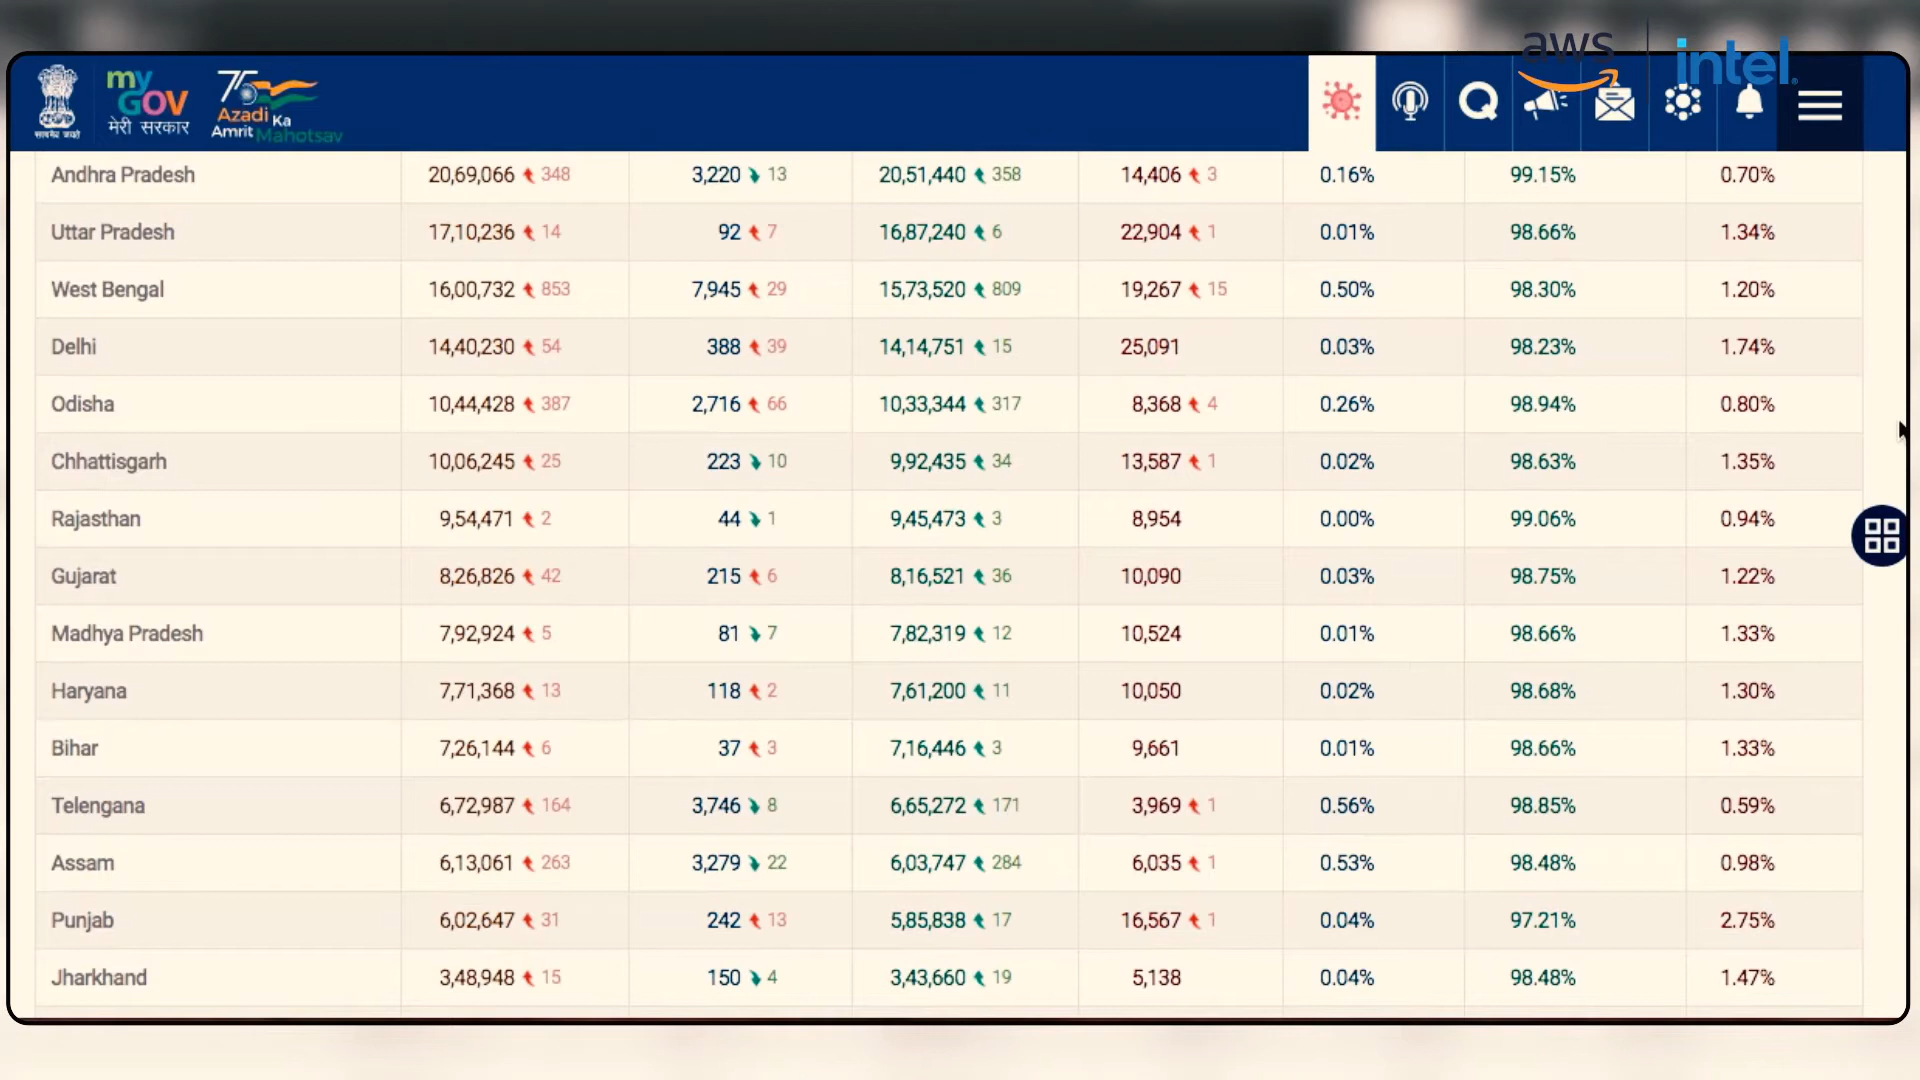 aws intel.
सत्यमेव जयते my GOV मेरी सरकार 75 Azadi Ka Amrit Mahotsav
Andhra Pradesh 20,69,066 348 3,220 13 20,51,440 358 14,406 3 0.16% 99.15% 0.70%
Uttar Pradesh 17,10,236 14 92 7 16,87,240 6 22,904 1 0.01% 98.66% 1.34%
West Bengal 16,00,732 853 7,945 29 15,73,520 809 19,267 15 0.50% 98.30% 1.20%
Delhi 14,40,230 54 388 39 14,14,751 15 25,091 0.03% 98.23% 1.74%
Odisha 10,44,428 387 2,716 66 10,33,344 317 8,368 4 0.26% 98.94% 0.80%
Chhattisgarh 10,06,245 25 223 10 9,92,435 34 13,587 1 0.02% 98.63% 1.35%
Rajasthan 9,54,471 2 44 1 9,45,473 3 8,954 0.00% 99.06% 0.94%
Gujarat 8,26,826 42 215 6 8,16,521 36 10,090 0.03% 98.75% 1.22%
Madhya Pradesh 7,92,924 5 81 7 7,82,319 12 10,524 0.01% 98.66% 1.33%
Haryana 7,71,368 13 118 2 7,61,200 11 10,050 0.02% 98.68% 1.30%
Bihar 7,26,144 6 37 3 7,16,446 3 9,661 0.01% 98.66% 1.33%
Telengana 6,72,987 164 3,746 8 6,65,272 171 3,969 1 0.56% 98.85% 0.59%
Assam 6,13,061 263 3,279 22 6,03,747 284 6,035 1 0.53% 98.48% 0.98%
Punjab 6,02,647 31 242 13 5,85,838 17 16,567 1 0.04% 97.21% 2.75%
Jharkhand 3,48,948 15 150 4 3,43,660 19 5,138 0.04% 98.48% 1.47%